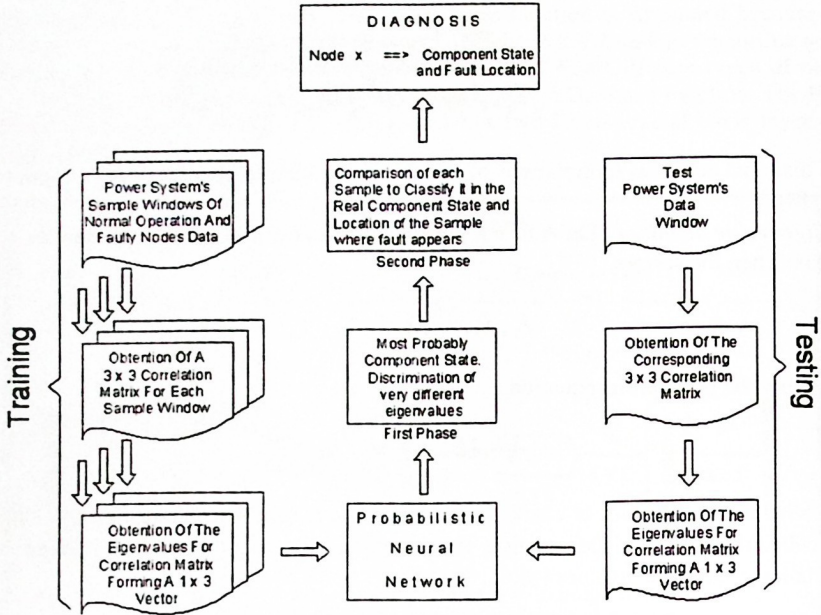 DIAGNOSIS
Node x ==> Component State
and Fault Location
Training
Power System's
Sample Windows Of
Normal Operation And
Faulty Nodes Data
Obtention Of A
3 x 3 Correlation
Matrix For Each
Sample Window
Obtention Of The
Eigenvalues For
Correlation Matrix
Forming A 1 x 3
Vector
Comparison of each
Sample to Classify It in the
Real Component State and
Location of the Sample
where fault appears
Second Phase
Most Probably
Component State.
Discrimination of
very different
eigenvalues
First Phase
Probabilistic
Neural
Network
Test
Power System's
Data
Window
Obtention Of The
Corresponding
3 x 3 Correlation
Matrix
Obtention Of The
Eigenvalues For
Correlation Matrix
Forming A 1 x 3
Vector
Testing